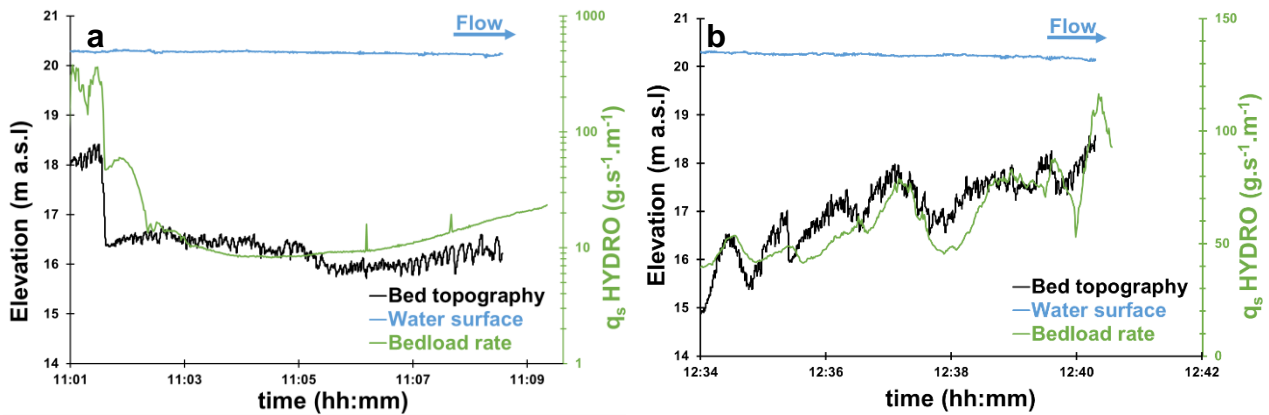 a
Flow
Elevation (m a.s.l)
21
20
19
18
17
16
15
14
1000
100
10
1
qₛ HYDRO (g.s⁻¹.m⁻¹)
Bed topography
Water surface
Bedload rate
11:01
11:03
11:05
11:07
11:09
time (hh:mm)
b
Flow
Elevation (m a.s.l)
21
20
19
18
17
16
15
14
150
100
50
0
qₛ HYDRO (g.s⁻¹.m⁻¹)
Bed topography
Water surface
Bedload rate
12:34
12:36
12:38
12:40
12:42
time (hh:mm)